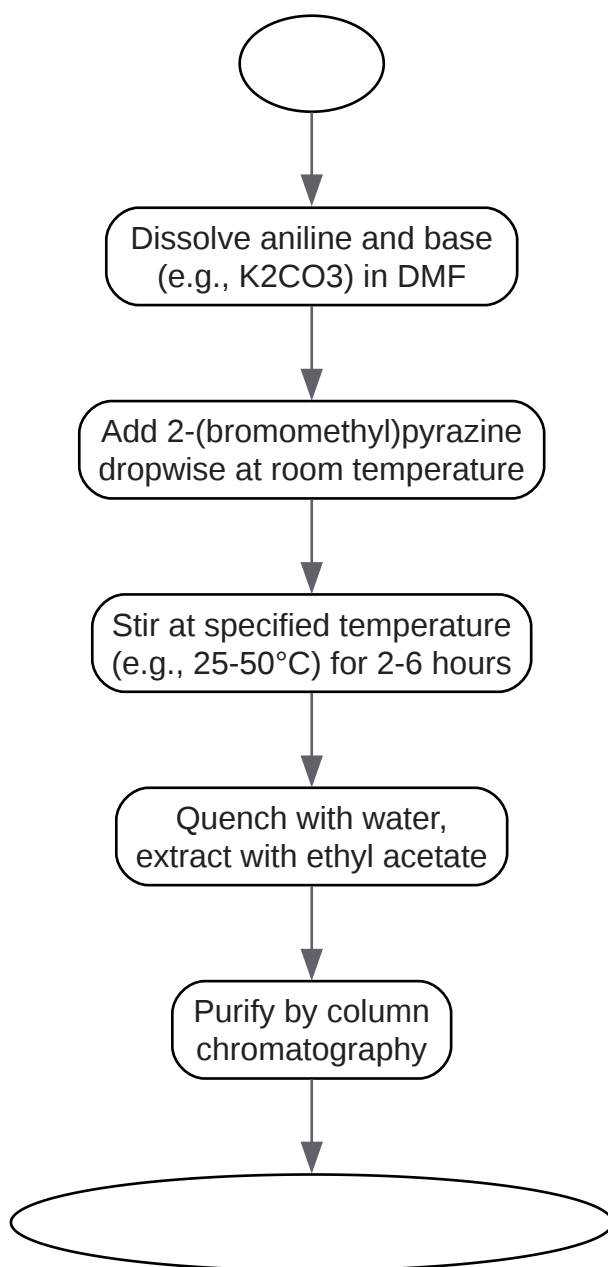 Dissolve aniline and base
(e.g., K2CO3) in DMF
Add 2-(bromomethyl)pyrazine
dropwise at room temperature
Stir at specified temperature
(e.g., 25-50°C) for 2-6 hours
Quench with water,
extract with ethyl acetate
Purify by column
chromatography